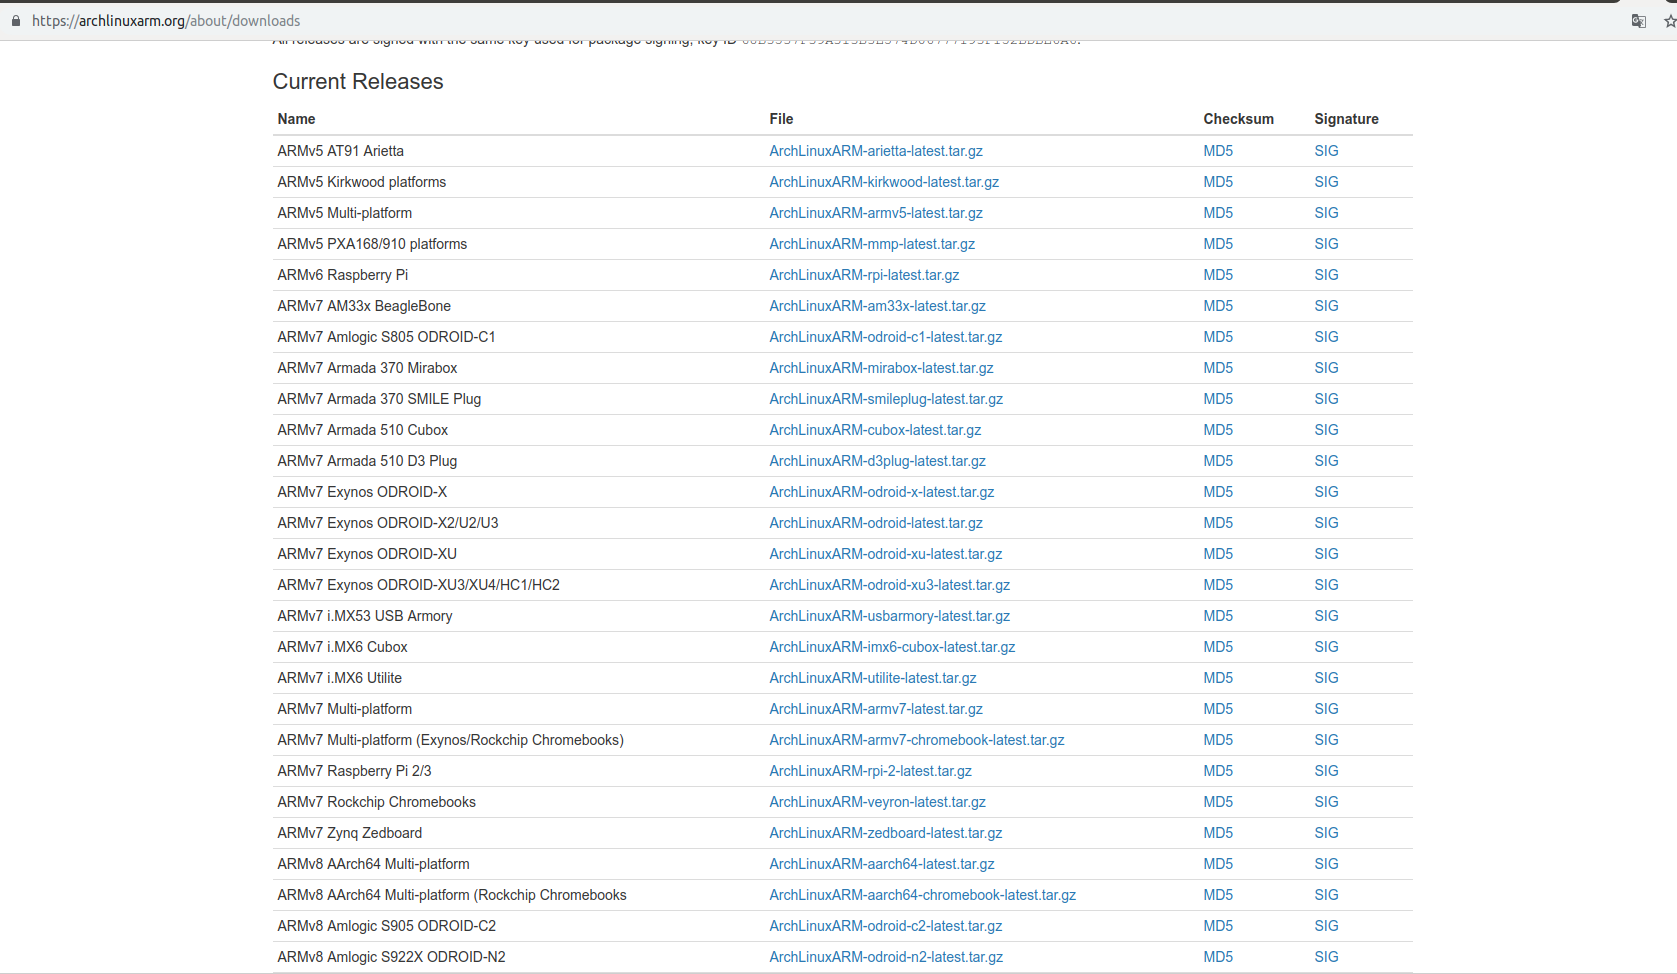 https://archlinuxarm.org/about/downloads
All releases are signed with the same key used for package signing, key ID
Current Releases
Name File Checksum Signature
ARMv5 AT91 Arietta ArchLinuxARM-arietta-latest.tar.gz MD5 SIG
ARMv5 Kirkwood platforms ArchLinuxARM-kirkwood-latest.tar.gz MD5 SIG
ARMv5 Multi-platform ArchLinuxARM-armv5-latest.tar.gz MD5 SIG
ARMv5 PXA168/910 platforms ArchLinuxARM-mmp-latest.tar.gz MD5 SIG
ARMv6 Raspberry Pi ArchLinuxARM-rpi-latest.tar.gz MD5 SIG
ARMv7 AM33x BeagleBone ArchLinuxARM-am33x-latest.tar.gz MD5 SIG
ARMv7 Amlogic S805 ODROID-C1 ArchLinuxARM-odroid-c1-latest.tar.gz MD5 SIG
ARMv7 Armada 370 Mirabox ArchLinuxARM-mirabox-latest.tar.gz MD5 SIG
ARMv7 Armada 370 SMILE Plug ArchLinuxARM-smileplug-latest.tar.gz MD5 SIG
ARMv7 Armada 510 Cubox ArchLinuxARM-cubox-latest.tar.gz MD5 SIG
ARMv7 Armada 510 D3 Plug ArchLinuxARM-d3plug-latest.tar.gz MD5 SIG
ARMv7 Exynos ODROID-X ArchLinuxARM-odroid-x-latest.tar.gz MD5 SIG
ARMv7 Exynos ODROID-X2/U2/U3 ArchLinuxARM-odroid-latest.tar.gz MD5 SIG
ARMv7 Exynos ODROID-XU ArchLinuxARM-odroid-xu-latest.tar.gz MD5 SIG
ARMv7 Exynos ODROID-XU3/XU4/HC1/HC2 ArchLinuxARM-odroid-xu3-latest.tar.gz MD5 SIG
ARMv7 i.MX53 USB Armory ArchLinuxARM-usbarmory-latest.tar.gz MD5 SIG
ARMv7 i.MX6 Cubox ArchLinuxARM-imx6-cubox-latest.tar.gz MD5 SIG
ARMv7 i.MX6 Utilite ArchLinuxARM-utilite-latest.tar.gz MD5 SIG
ARMv7 Multi-platform ArchLinuxARM-armv7-latest.tar.gz MD5 SIG
ARMv7 Multi-platform (Exynos/Rockchip Chromebooks) ArchLinuxARM-armv7-chromebook-latest.tar.gz MD5 SIG
ARMv7 Raspberry Pi 2/3 ArchLinuxARM-rpi-2-latest.tar.gz MD5 SIG
ARMv7 Rockchip Chromebooks ArchLinuxARM-veyron-latest.tar.gz MD5 SIG
ARMv7 Zynq Zedboard ArchLinuxARM-zedboard-latest.tar.gz MD5 SIG
ARMv8 AArch64 Multi-platform ArchLinuxARM-aarch64-latest.tar.gz MD5 SIG
ARMv8 AArch64 Multi-platform (Rockchip Chromebooks ArchLinuxARM-aarch64-chromebook-latest.tar.gz MD5 SIG
ARMv8 Amlogic S905 ODROID-C2 ArchLinuxARM-odroid-c2-latest.tar.gz MD5 SIG
ARMv8 Amlogic S922X ODROID-N2 ArchLinuxARM-odroid-n2-latest.tar.gz MD5 SIG